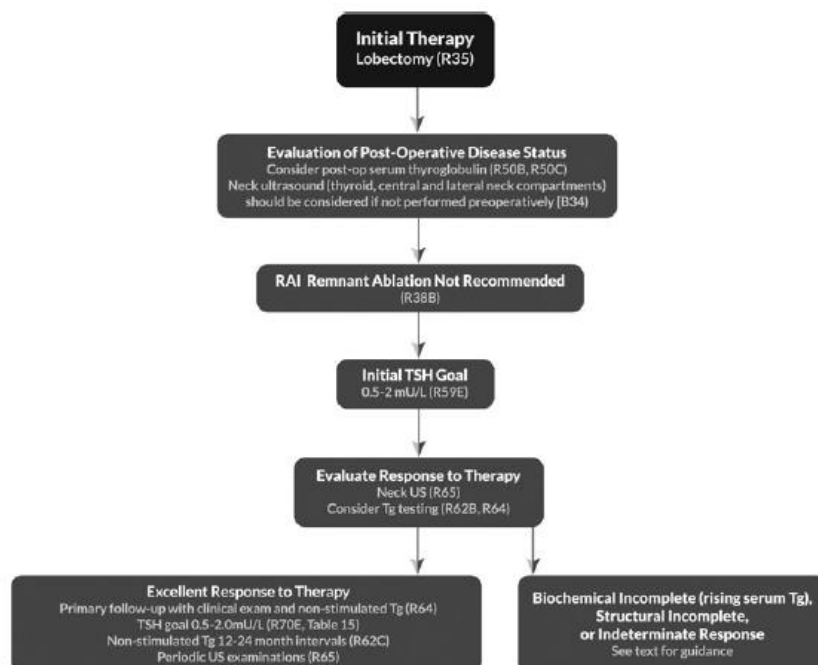 Initial Therapy
Lobectomy (R35)
Evaluation of Post-Operative Disease Status
Consider post-op serum thyroglobulin (R50B, R50C)
Neck ultrasound (thyroid, central and lateral neck compartments)
should be considered if not performed preoperatively [B34)
RAI Remnant Ablation Not Recommended
(R38B)
Initial TSH Goal
0.5-2 mU/L (R59E)
Evaluate Response to Therapy
Neck US (R65)
Consider Tg testing (R62B, R64)
Excellent Response to Therapy
Primary follow-up with clinical exam and non-stimulated Tg (R64)
TSH goal 0.5-2.0mU/L (R70E, Table 15)
Non-stimulated Tg 12-24 month intervals (R62C)
Periodic US examinations (R65)
Biochemical Incomplete (rising serum Tg),
Structural Incomplete,
or Indeterminate Response
See text for guidance